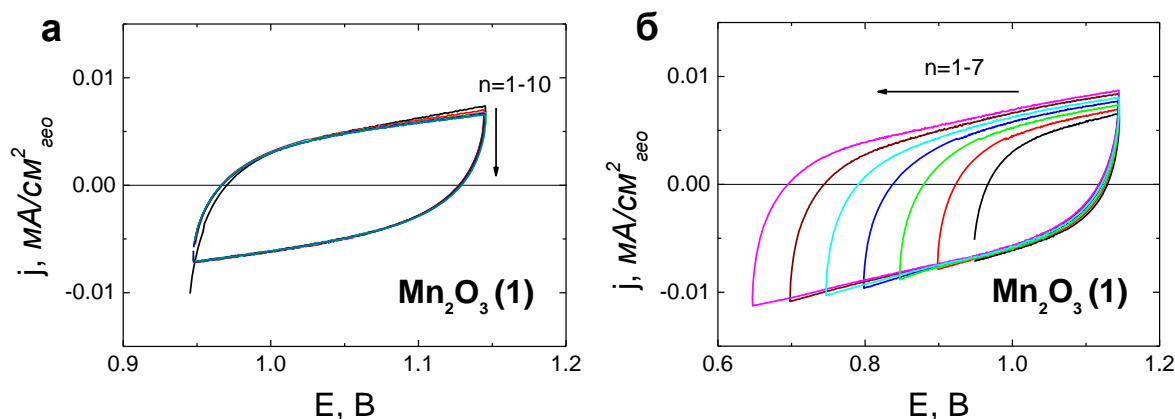 а
0.01
0.00
-0.01
j, мА/см²гео
n=1-10
Mn₂O₃ (1)
0.9
1.0
1.1
1.2
E, В
б
0.01
0.00
-0.01
j, мА/см²гео
n=1-7
Mn₂O₃ (1)
0.6
0.8
1.0
1.2
E, В